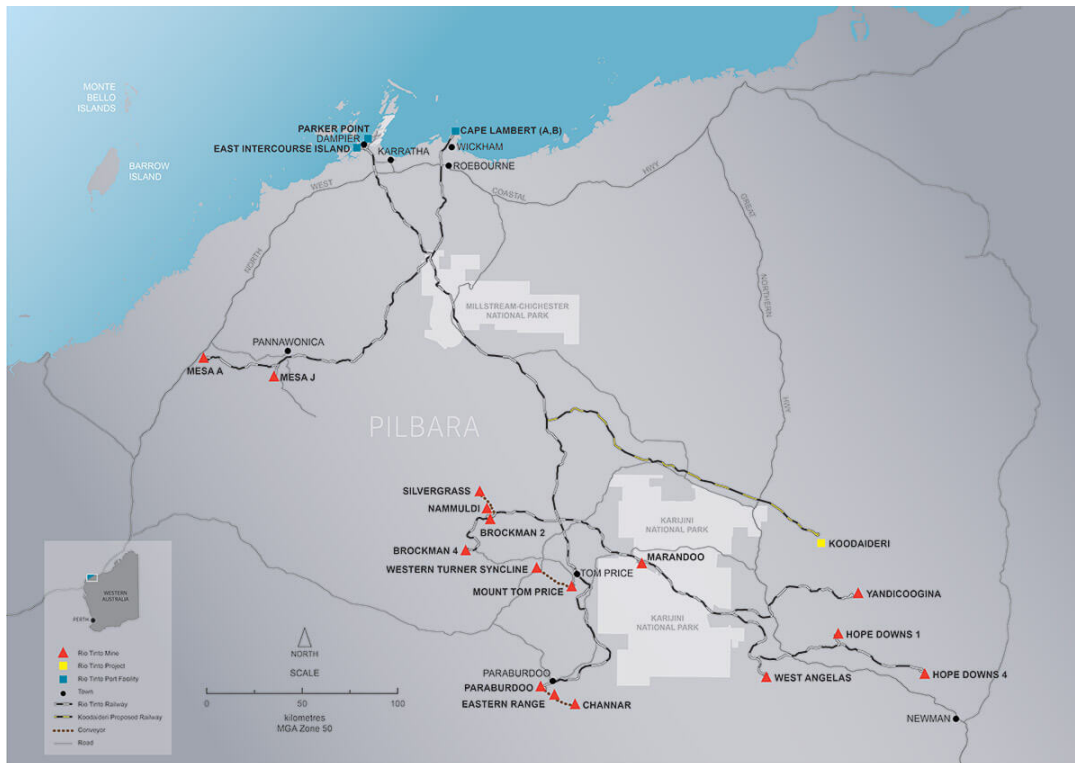 MONTE
BELLO
ISLANDS
BARROW
ISLAND
PARKER POINT
DAMPIER
EAST INTERCOURSE ISLAND
KARRATHA
CAPE LAMBERT (A,B)
WICKHAM
ROEBOURNE
NORTH
WEST
COASTAL
HWY
GREAT
NORTHERN
HWY
MILLSTREAM-CHICHESTER
NATIONAL PARK
PANNAWONICA
MESA A
MESA J
PILBARA
SILVERGRASS
NAMMULDI
BROCKMAN 2
BROCKMAN 4
WESTERN TURNER SYNCLINE
MOUNT TOM PRICE
TOM PRICE
KARIJINI
NATIONAL PARK
MARANDOO
KARIJINI
NATIONAL PARK
KOODAIDERI
YANDICOOGINA
HOPE DOWNS 1
HOPE DOWNS 4
WEST ANGELAS
NEWMAN
PARABURDOO
PARABURDOO
EASTERN RANGE
CHANNAR
WESTERN
AUSTRALIA
PERTH
Rio Tinto Mine
Rio Tinto Project
Rio Tinto Port Facility
Town
Rio Tinto Railway
Koodaideri Proposed Railway
Conveyor
Road
NORTH
SCALE
0 50 100
kilometres
MGA Zone 50